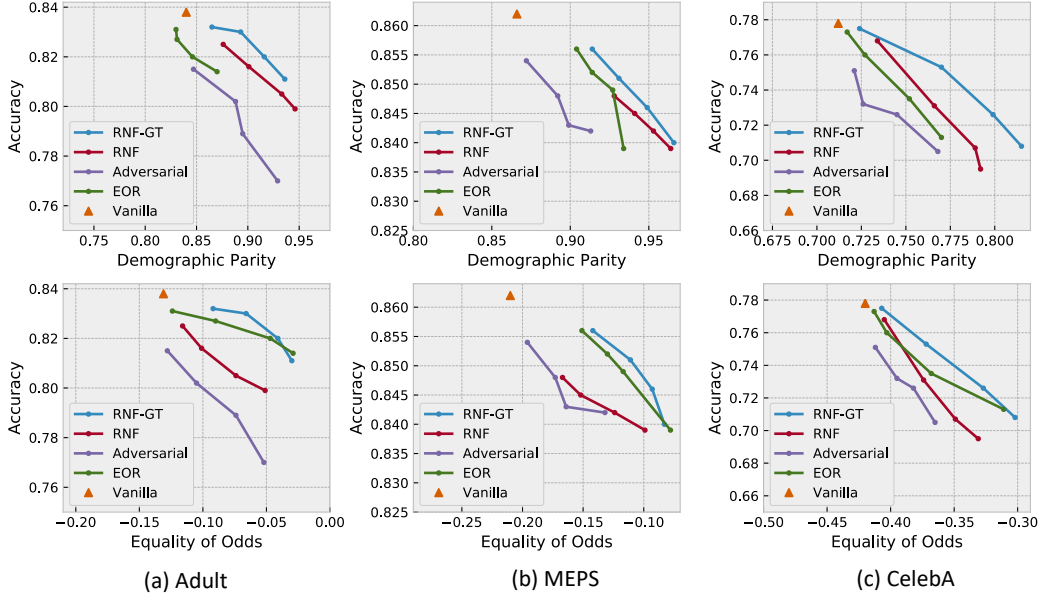 0.84
0.82
0.80
0.78
0.76
Accuracy
RNF-GT
RNF
Adversarial
EOR
Vanilla
0.75 0.80 0.85 0.90 0.95
Demographic Parity
0.860
0.855
0.850
0.845
0.840
0.835
0.830
0.825
Accuracy
RNF-GT
RNF
Adversarial
EOR
Vanilla
0.80 0.85 0.90 0.95
Demographic Parity
0.78
0.76
0.74
0.72
0.70
0.68
0.66
Accuracy
RNF-GT
RNF
Adversarial
EOR
Vanilla
0.675 0.700 0.725 0.750 0.775 0.800
Demographic Parity
0.84
0.82
0.80
0.78
0.76
Accuracy
RNF-GT
RNF
Adversarial
EOR
Vanilla
−0.20 −0.15 −0.10 −0.05 0.00
Equality of Odds
0.860
0.855
0.850
0.845
0.840
0.835
0.830
0.825
Accuracy
RNF-GT
RNF
Adversarial
EOR
Vanilla
−0.25 −0.20 −0.15 −0.10
Equality of Odds
0.78
0.76
0.74
0.72
0.70
0.68
0.66
Accuracy
RNF-GT
RNF
Adversarial
EOR
Vanilla
−0.50 −0.45 −0.40 −0.35 −0.30
Equality of Odds
(a) Adult
(b) MEPS
(c) CelebA